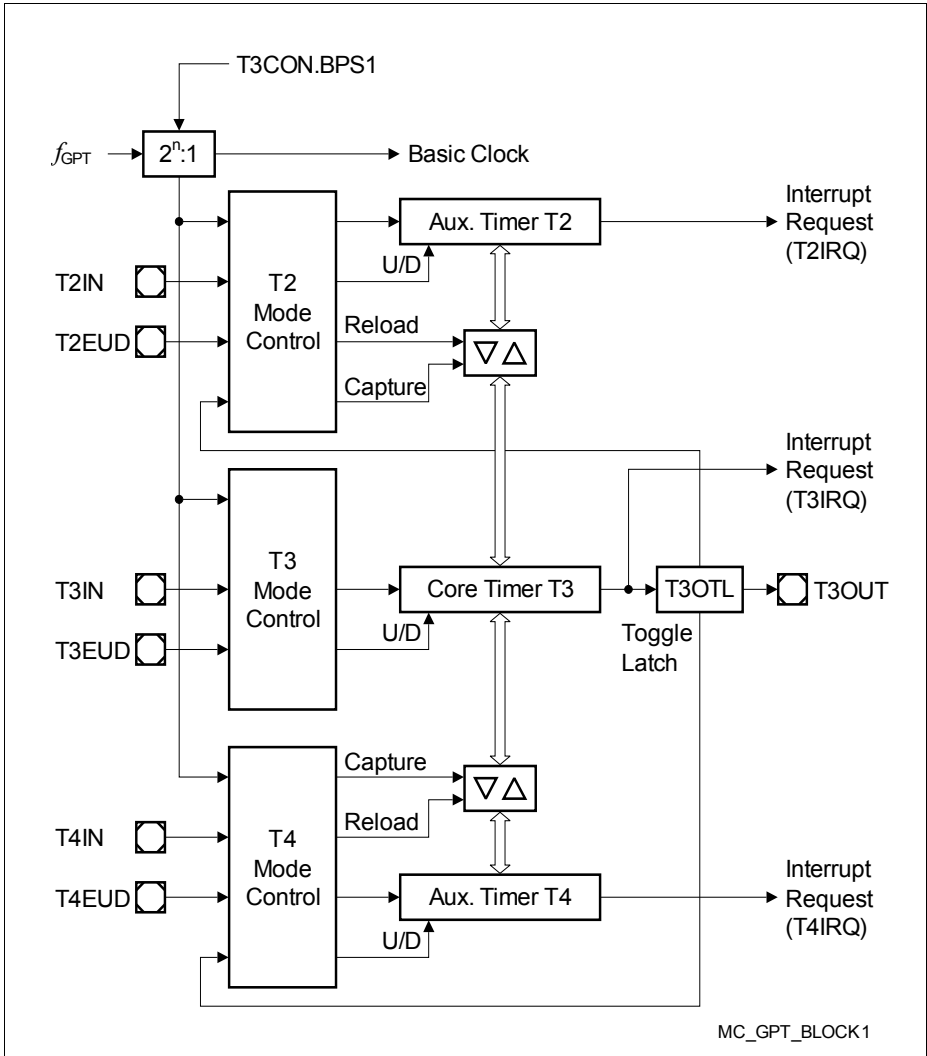 T3CON.BPS1
fGPT
2ⁿ:1
Basic Clock
Interrupt
Request
(T2IRQ)
Aux. Timer T2
U/D
T2IN
T2
Mode
Control
T2EUD
Reload
Capture
Interrupt
Request
(T3IRQ)
T3
Mode
Control
T3IN
Core Timer T3
T3OTL
T3OUT
T3EUD
U/D
Toggle
Latch
Capture
Reload
T4IN
T4
Mode
Control
T4EUD
Aux. Timer T4
U/D
Interrupt
Request
(T4IRQ)
MC_GPT_BLOCK1